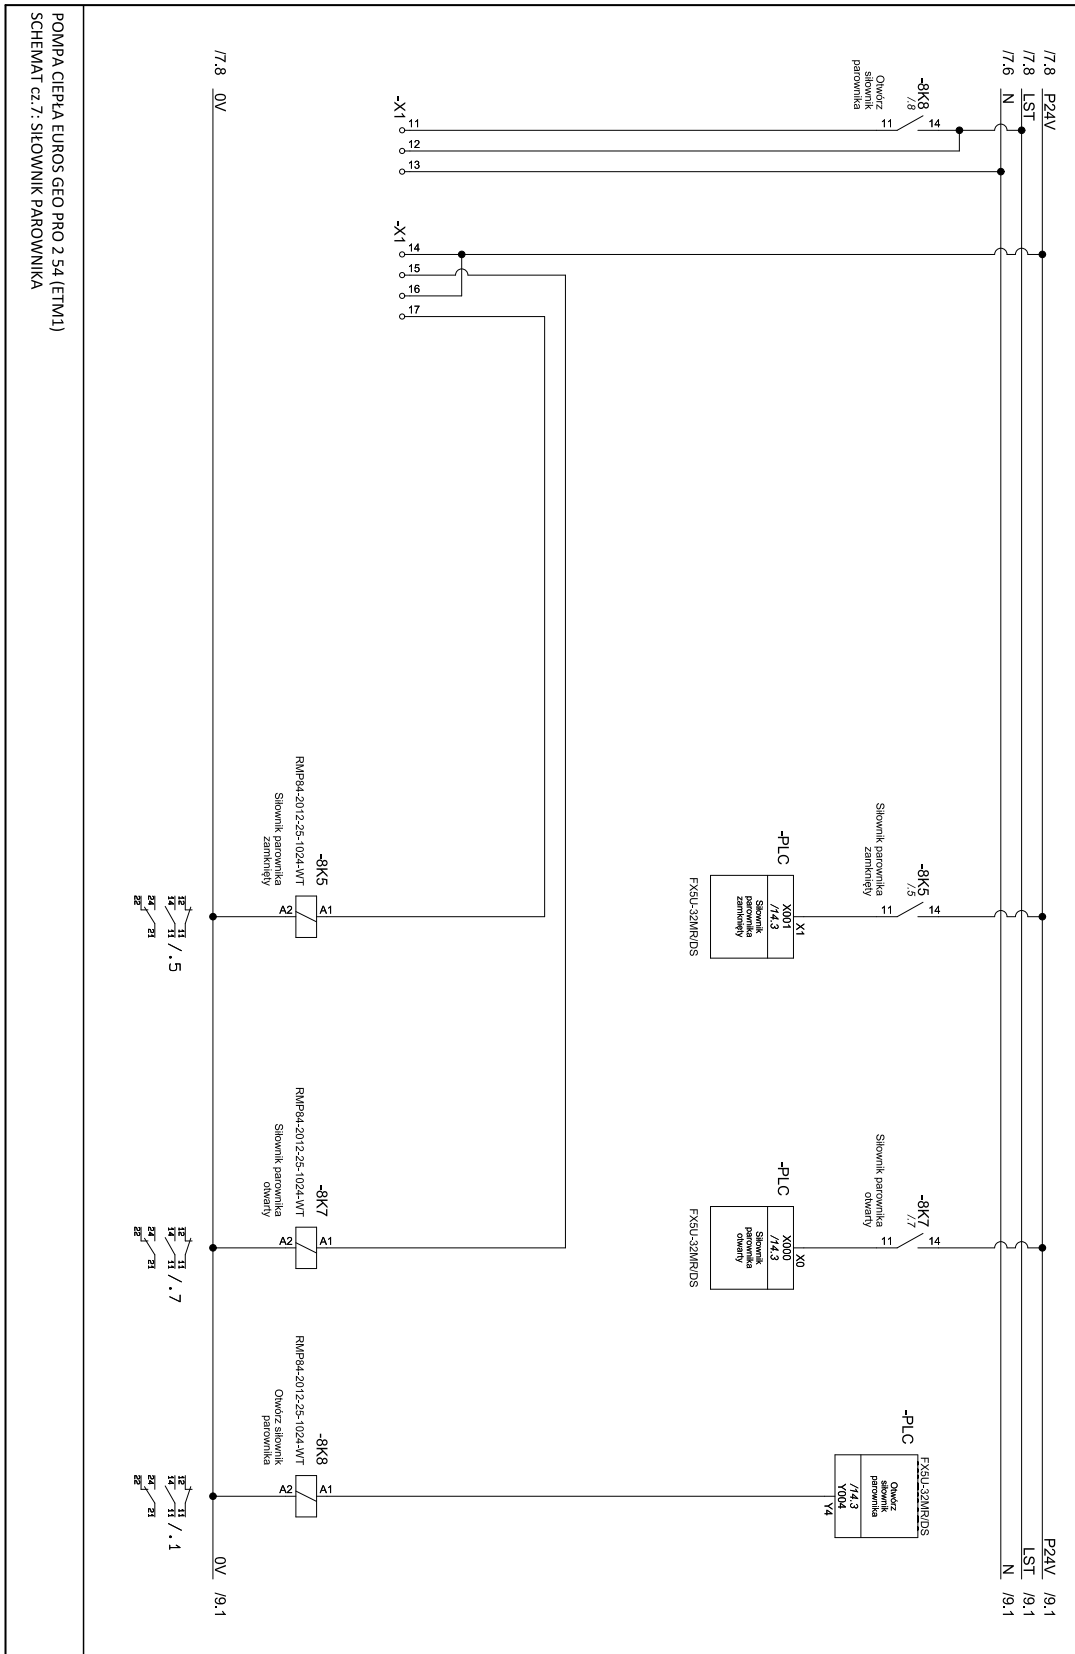 /7.8 P24V
/7.8 LST
/7.6 N
P24V /9.1
LST /9.1
N /9.1
-8K8
/.8
Otwórz
siłownik
parownika
14
11
-X1
11
12
13
-X1
14
15
16
17
-8K5
/.5
Siłownik parownika
zamknięty
14
11
-PLC
X1
X001
/14.3
Siłownik
parownika
zamknięty
FX5U-32MR/DS
-8K7
/.7
Siłownik parownika
otwarty
14
11
-PLC
X0
X000
/14.3
Siłownik
parownika
otwarty
FX5U-32MR/DS
-PLC
FX5U-32MR/DS
Otwórz
siłownik
parownika
/14.3
Y004
Y4
-8K5
RMP84-2012-25-1024-WT
Siłownik parownika
zamknięty
A1
A2
-8K7
RMP84-2012-25-1024-WT
Siłownik parownika
otwarty
A1
A2
-8K8
RMP84-2012-25-1024-WT
Otwórz siłownik
parownika
A1
A2
/7.8 0V
0V /9.1
12 11
14 11 /.5
24
22 21
12 11
14 11 /.7
24
22 21
12 11
14 11 /.1
24
22 21
POMPA CIEPŁA EUROS GEO PRO 2 54 (ETM1)
SCHEMAT cz.7: SIŁOWNIK PAROWNIKA